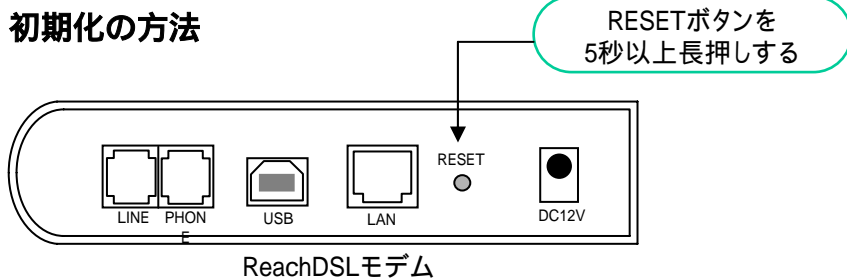 初期化の方法
RESETボタンを
5秒以上長押しする
RESET
LINE
PHON
E
USB
LAN
DC12V
ReachDSLモデム